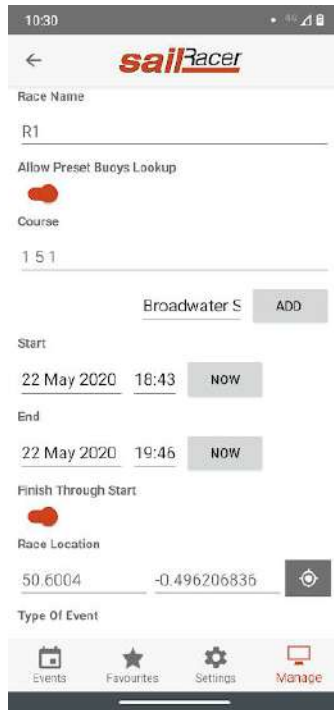 10:30
4G
sailRacer
Race Name
R1
Allow Preset Buoys Lookup
Course
1 5 1
Broadwater S ADD
Start
22 May 2020 18:43 NOW
End
22 May 2020 19:46 NOW
Finish Through Start
Race Location
50.6004 -0.496206836
Type Of Event
Events Favourites Settings Manage